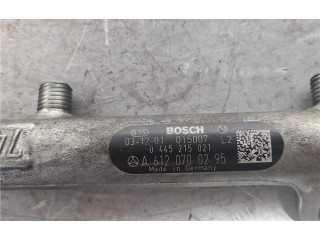 BOSCH
03-12-01 015007 L2
0 445 215 021
A 612 070 02 95
Made in Germany